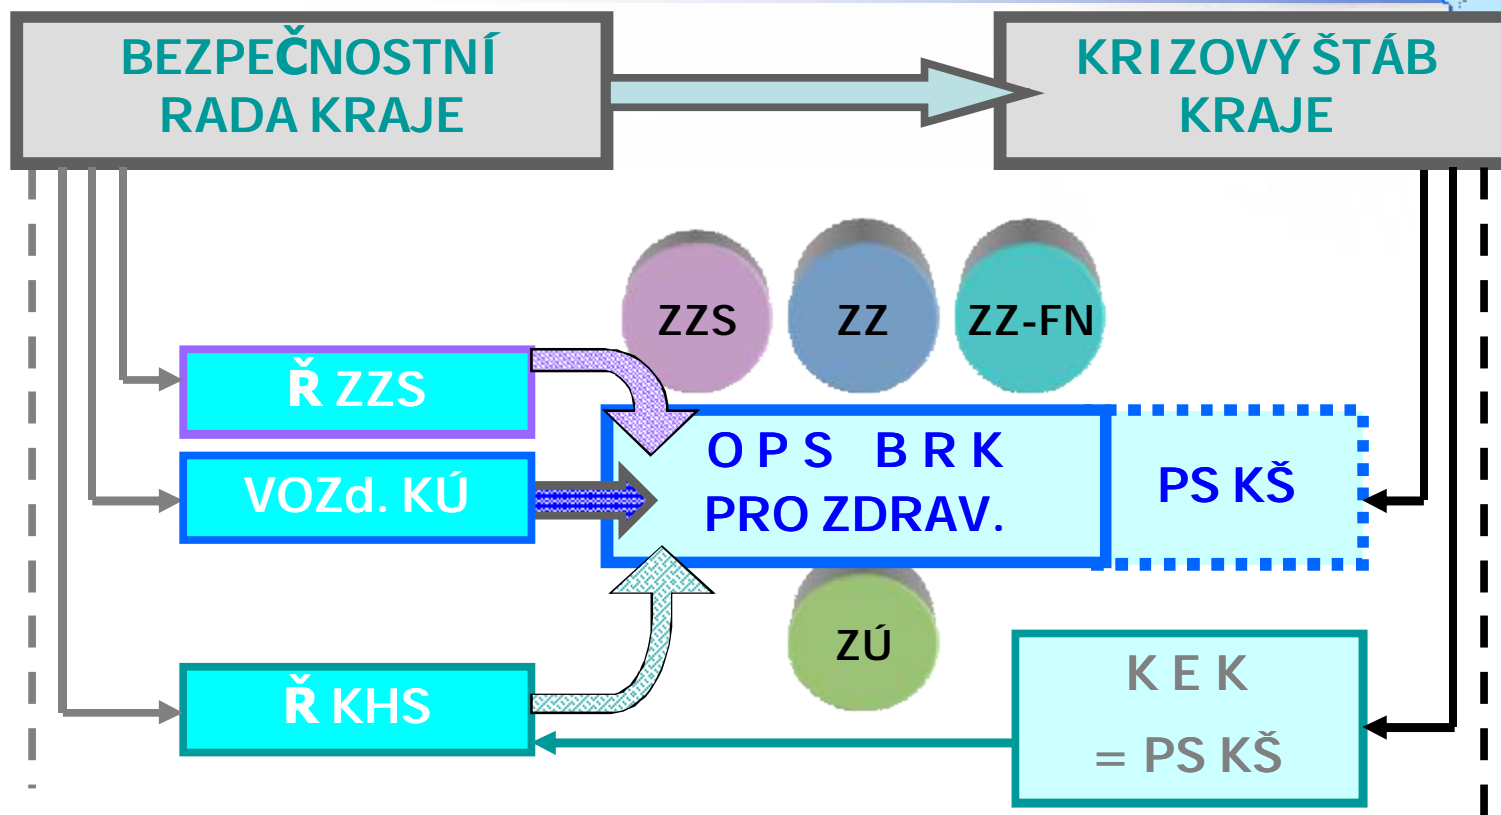 BEZPEČNOSTNÍ
RADA KRAJE
KRIZOVÝ ŠTÁB
KRAJE
ZZS
ZZ
ZZ-FN
Ř ZZS
O P S B R K
PRO ZDRAV.
PS KŠ
VOZd. KÚ
ZÚ
Ř KHS
K E K
= PS KŠ